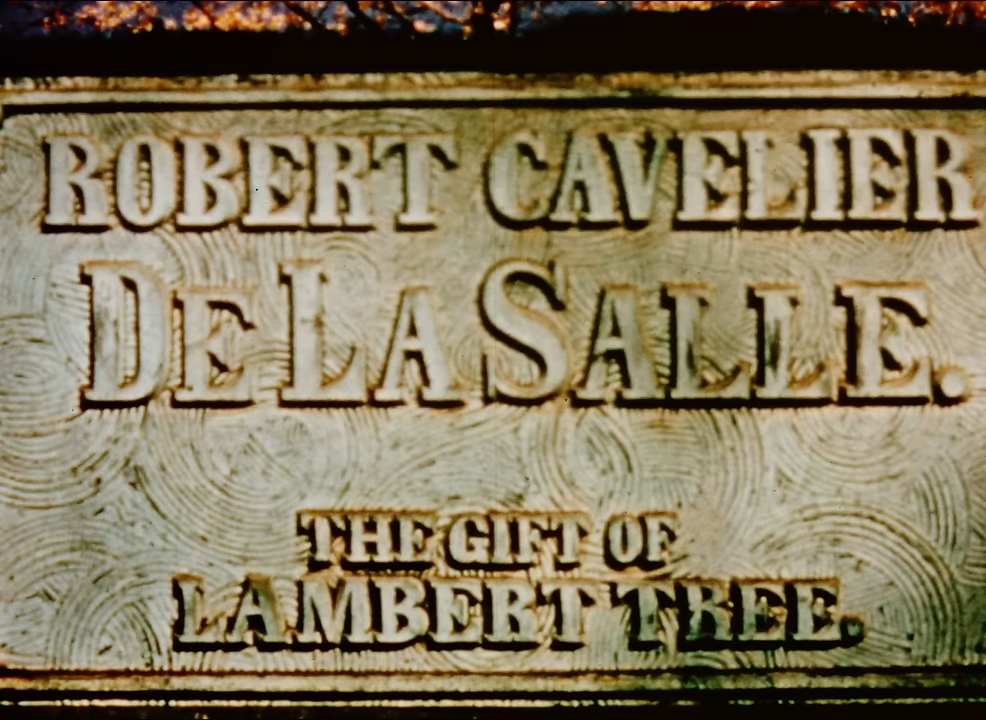 ROBERT CAVELIER
DE LA SALLE.
THE GIFT OF
LAMBERT TREE.